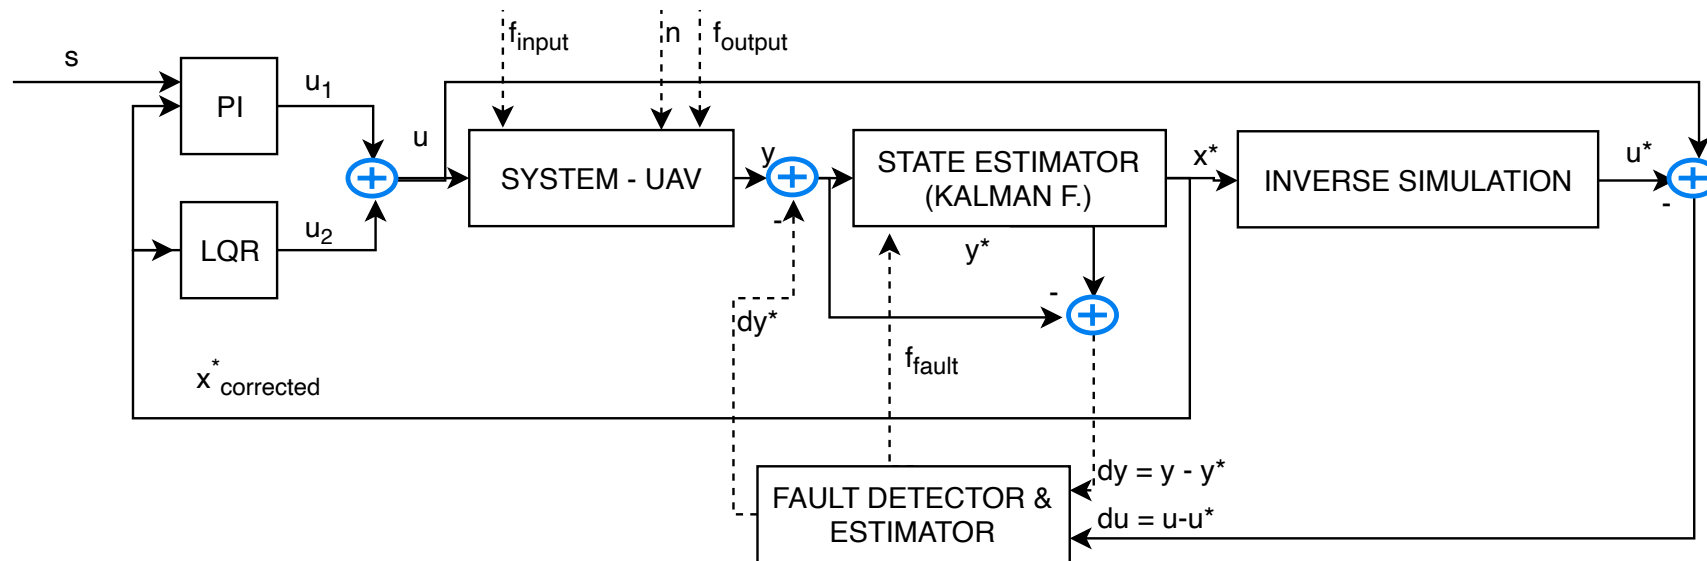 s
PI
u1
LQR
u2
u
finput
n
foutput
SYSTEM - UAV
y
-
STATE ESTIMATOR
(KALMAN F.)
x*
INVERSE SIMULATION
u*
-
y*
-
dy*
ffault
x*corrected
FAULT DETECTOR &
ESTIMATOR
dy = y - y*
du = u-u*